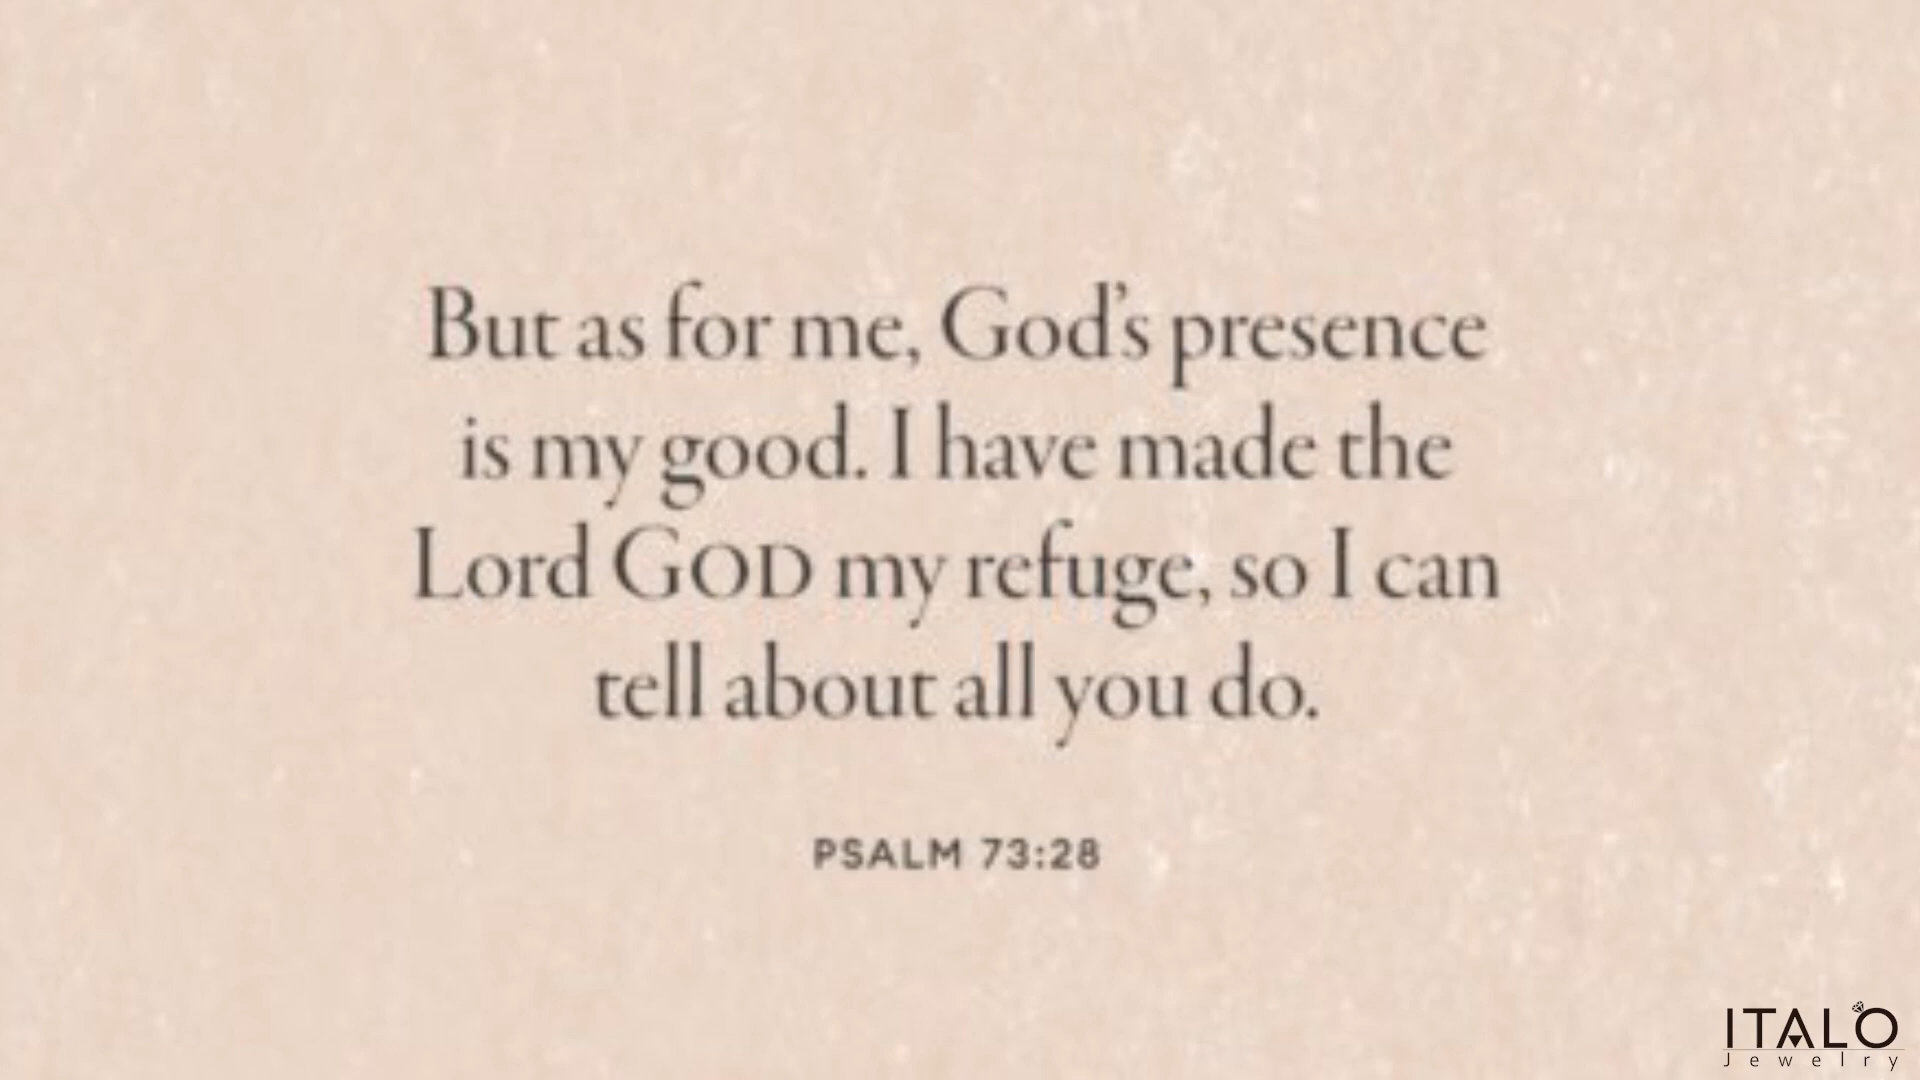 But as for me, God's presence
is my good. I have made the
Lord GOD my refuge, so I can
tell about all you do.
PSALM 73:28
ITALO
Jewelry